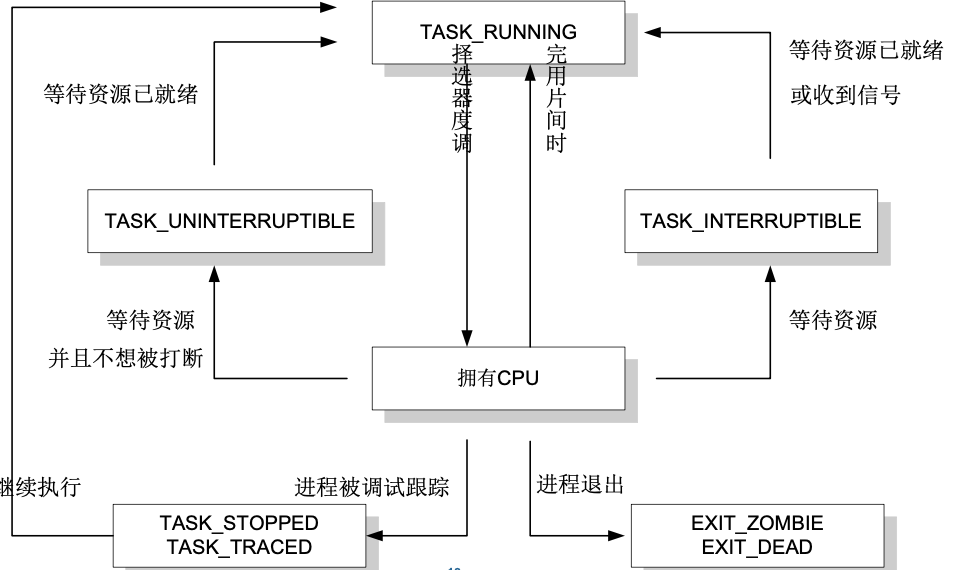 TASK_RUNNING
择选器度调
完用片间时
等待资源已就绪
等待资源已就绪
或收到信号
TASK_UNINTERRUPTIBLE
TASK_INTERRUPTIBLE
等待资源
并且不想被打断
等待资源
拥有CPU
继续执行
进程被调试跟踪
进程退出
TASK_STOPPED
TASK_TRACED
EXIT_ZOMBIE
EXIT_DEAD